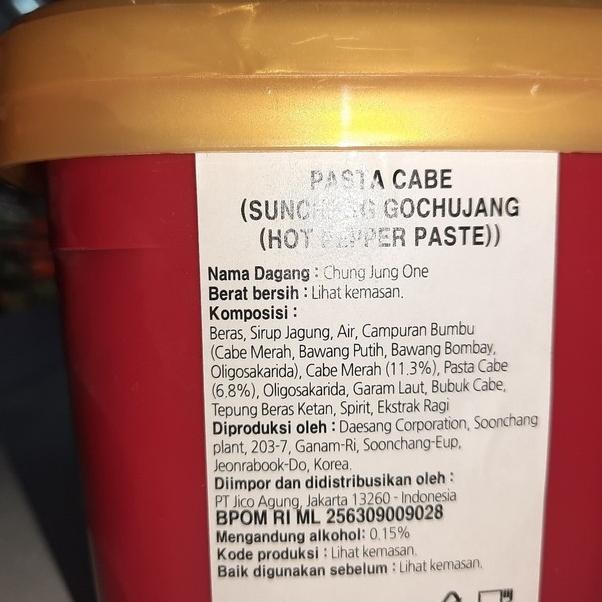 PASTA CABE
(SUNCHANG GOCHUJANG
(HOT PEPPER PASTE))
Nama Dagang : Chung Jung One
Berat bersih : Lihat kemasan.
Komposisi :
Beras, Sirup Jagung, Air, Campuran Bumbu
(Cabe Merah, Bawang Putih, Bawang Bombay,
Oligosakarida), Cabe Merah (11.3%), Pasta Cabe
(6.8%), Oligosakarida, Garam Laut, Bubuk Cabe,
Tepung Beras Ketan, Spirit, Ekstrak Ragi
Diproduksi oleh : Daesang Corporation, Soonchang
plant, 203-7, Ganam-Ri, Soonchang-Eup,
Jeonrabook-Do, Korea.
Diimpor dan didistribusikan oleh :
PT Jico Agung, Jakarta 13260 - Indonesia
BPOM RI ML 256309009028
Mengandung alkohol: 0.15%
Kode produksi : Lihat kemasan.
Baik digunakan sebelum : Lihat kemasan.